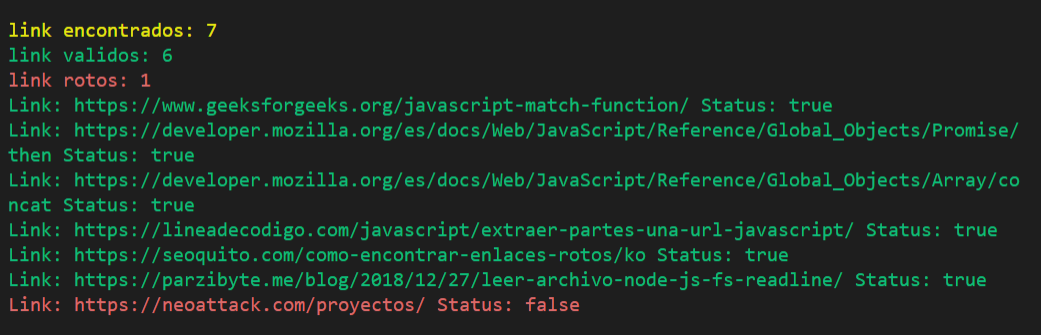 link encontrados: 7
link validos: 6
link rotos: 1
Link: https://www.geeksforgeeks.org/javascript-match-function/ Status: true
Link: https://developer.mozilla.org/es/docs/Web/JavaScript/Reference/Global_Objects/Promise/
then Status: true
Link: https://developer.mozilla.org/es/docs/Web/JavaScript/Reference/Global_Objects/Array/co
ncat Status: true
Link: https://lineadecodigo.com/javascript/extraer-partes-una-url-javascript/ Status: true
Link: https://seoquito.com/como-encontrar-enlaces-rotos/ko Status: true
Link: https://parzibyte.me/blog/2018/12/27/leer-archivo-node-js-fs-readline/ Status: true
Link: https://neoattack.com/proyectos/ Status: false